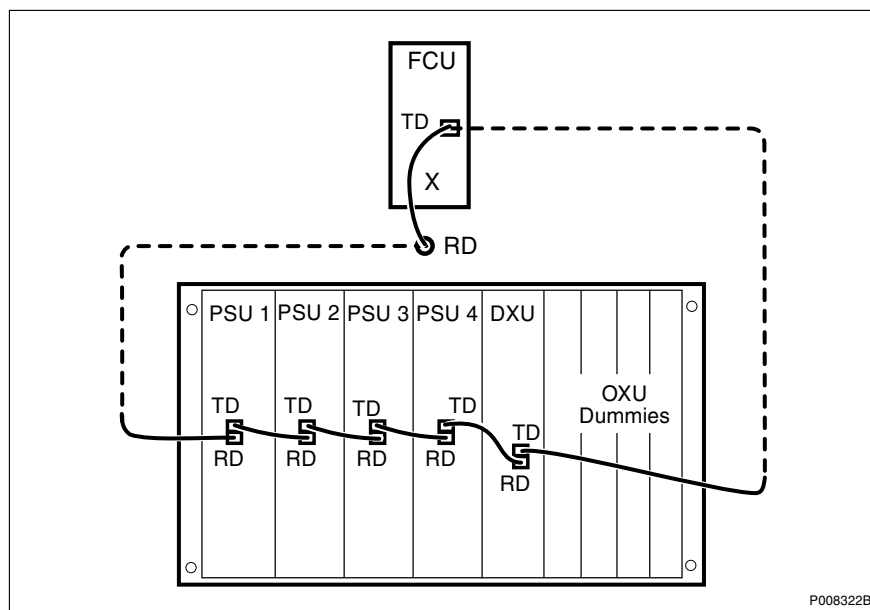 FCU
TD
X
RD
PSU 1 PSU 2 PSU 3 PSU 4 DXU
OXU
Dummies
TD TD TD TD
TD
RD RD RD RD
RD
P008322B